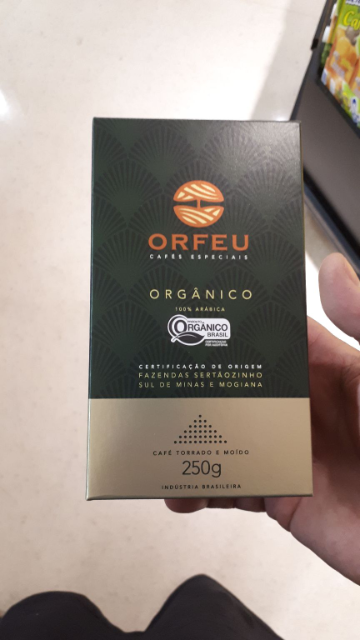 ORFEU
CAFÉS ESPECIAIS
ORGÂNICO
100% ARÁBICA
ORGÂNICO
BRASIL
CERTIFICAÇÃO DE ORIGEM
FAZENDAS SERTÃOZINHO
SUL DE MINAS E MOGIANA
CAFÉ TORRADO E MOÍDO
250g
INDÚSTRIA BRASILEIRA